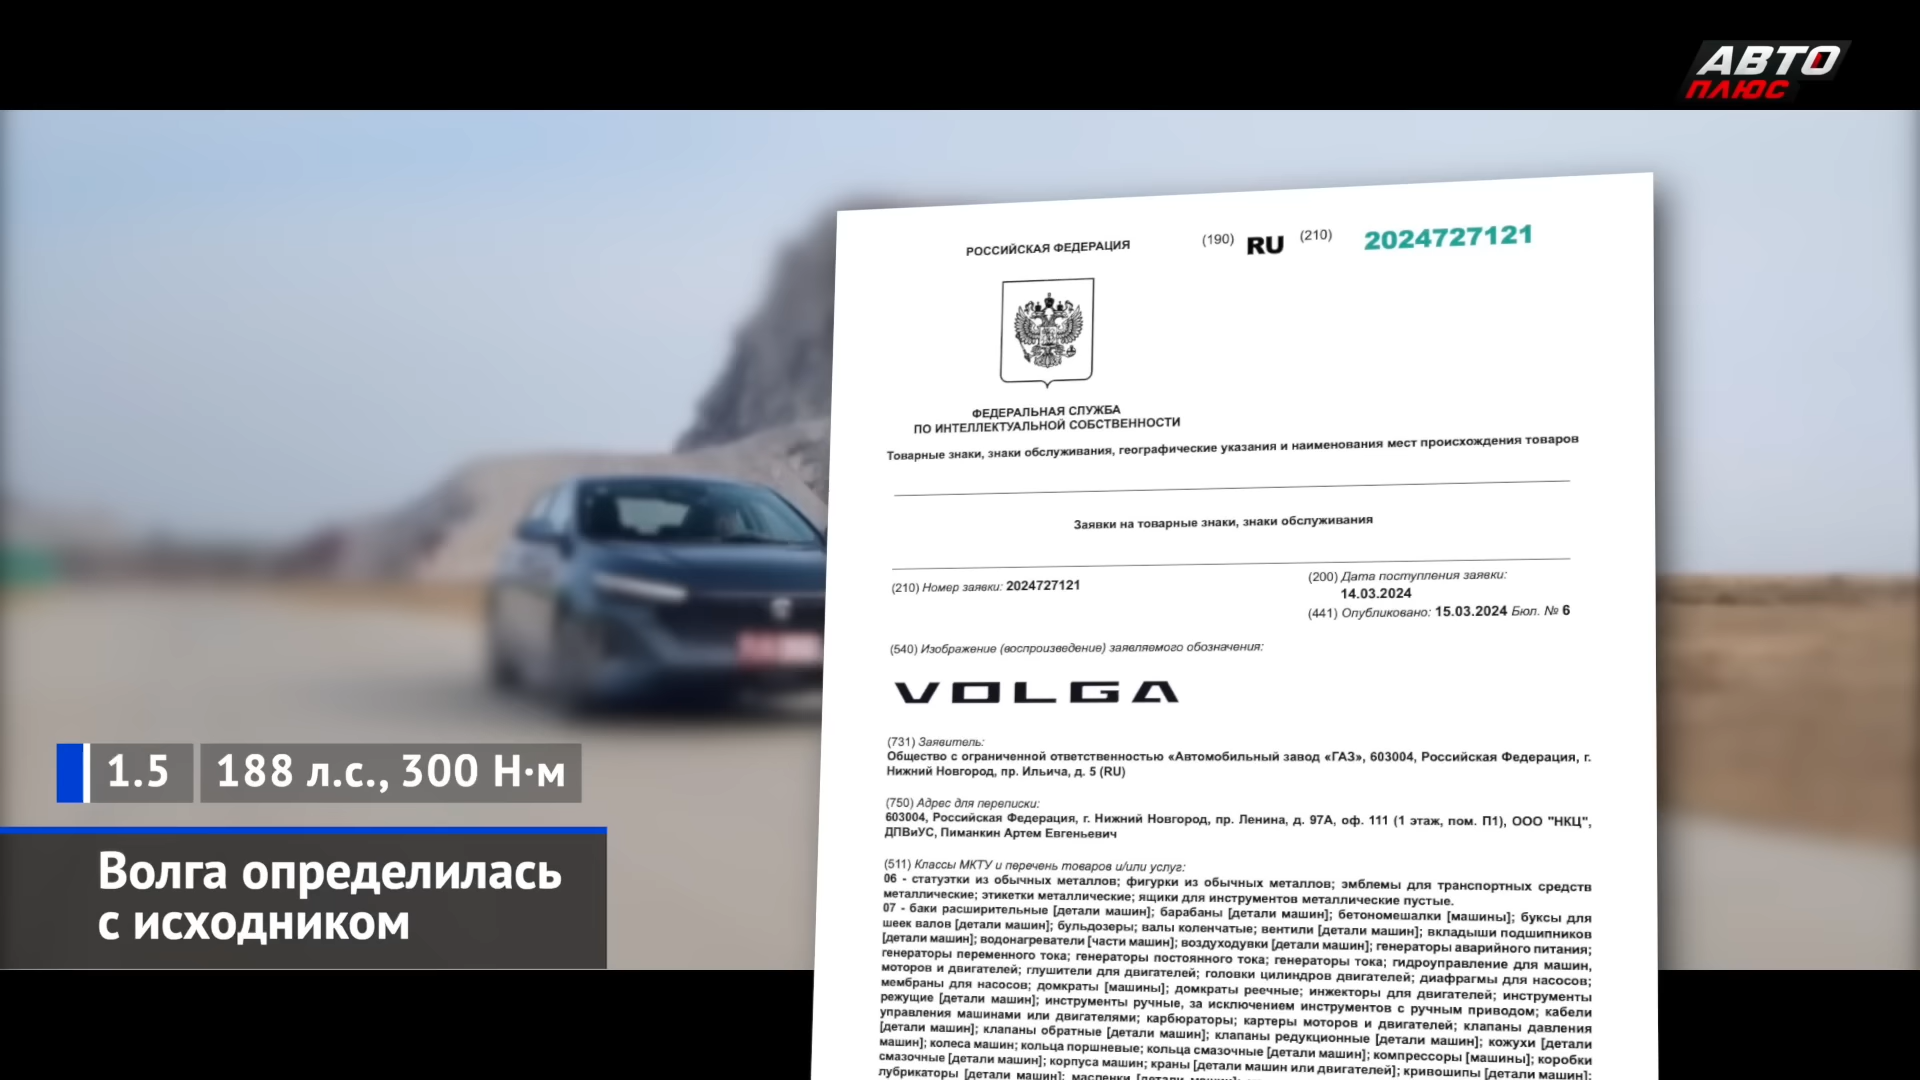 АВТО
ПЛЮС
РОССИЙСКАЯ ФЕДЕРАЦИЯ
(190) RU (210) 2024727121
ФЕДЕРАЛЬНАЯ СЛУЖБА
ПО ИНТЕЛЛЕКТУАЛЬНОЙ СОБСТВЕННОСТИ
Товарные знаки, знаки обслуживания, географические указания и наименования мест происхождения товаров
Заявки на товарные знаки, знаки обслуживания
(210) Номер заявки: 2024727121
(200) Дата поступления заявки:
14.03.2024
(441) Опубликовано: 15.03.2024 Бюл. № 6
(540) Изображение (воспроизведение) заявляемого обозначения:
VOLGA
(731) Заявитель:
Общество с ограниченной ответственностью «Автомобильный завод «ГАЗ», 603004, Российская Федерация, г.
Нижний Новгород, пр. Ильича, д. 5 (RU)
(750) Адрес для переписки:
603004, Российская Федерация, г. Нижний Новгород, пр. Ленина, д. 97А, оф. 111 (1 этаж, пом. П1), ООО "НКЦ",
ДПВиУС, Пиманкин Артем Евгеньевич
(511) Классы МКТУ и перечень товаров и/или услуг:
06 - статуэтки из обычных металлов; фигурки из обычных металлов; эмблемы для транспортных средств
металлические; этикетки металлические; ящики для инструментов металлические пустые.
07 - баки расширительные [детали машин]; барабаны [детали машин]; бетономешалки [машины]; буксы для
шеек валов [детали машин]; бульдозеры; валы коленчатые; вентили [детали машин]; вкладыши подшипников
[детали машин]; водонагреватели [части машин]; воздуходувки [детали машин]; генераторы аварийного питания;
генераторы переменного тока; генераторы постоянного тока; генераторы тока; гидроуправление для машин,
моторов и двигателей; глушители для двигателей; головки цилиндров двигателей; диафрагмы для насосов;
мембраны для насосов; домкраты [машины]; домкраты реечные; инжекторы для двигателей; инструменты
режущие [детали машин]; инструменты ручные, за исключением инструментов с ручным приводом; кабели
управления машинами или двигателями; карбюраторы; картеры моторов и двигателей; клапаны давления
[детали машин]; клапаны обратные [детали машин]; клапаны редукционные [детали машин]; кожухи [детали
машин]; колеса машин; кольца поршневые; кольца смазочные [детали машин]; компрессоры [машины]; коробки
смазочные [детали машин]; корпуса машин; краны [детали машин или двигателей]; кривошипы [детали машин];
лубрикаторы [детали машин]; масленки [детали
1.5 188 л.с., 300 Н·м
Волга определилась
с исходником